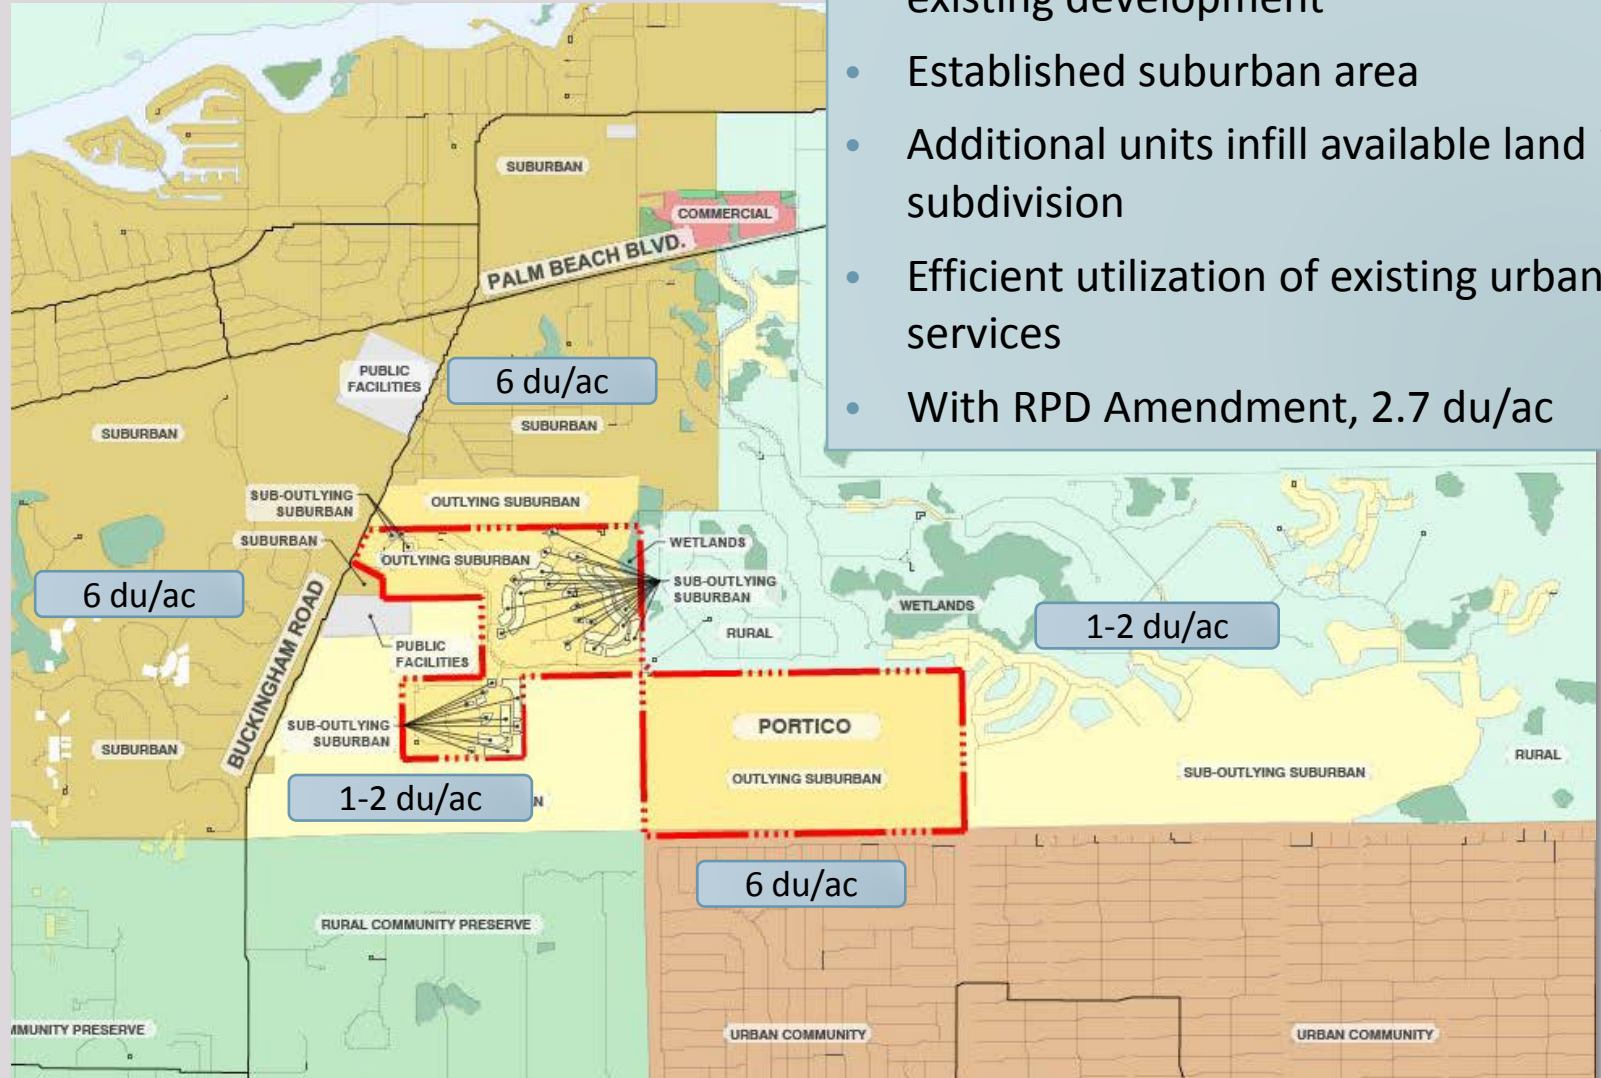 existing development
• Established suburban area
• Additional units infill available land
subdivision
• Efficient utilization of existing urban
services
• With RPD Amendment, 2.7 du/ac
SUBURBAN
COMMERCIAL
PALM BEACH BLVD.
PUBLIC
FACILITIES
6 du/ac
SUBURBAN
SUBURBAN
SUB-OUTLYING
SUBURBAN
OUTLYING SUBURBAN
SUBURBAN
OUTLYING SUBURBAN
WETLANDS
SUB-OUTLYING
SUBURBAN
6 du/ac
BUCKINGHAM ROAD
WETLANDS
1-2 du/ac
RURAL
PUBLIC
FACILITIES
SUB-OUTLYING
SUBURBAN
PORTICO
SUBURBAN
OUTLYING SUBURBAN
SUB-OUTLYING SUBURBAN
RURAL
1-2 du/ac
N
6 du/ac
RURAL COMMUNITY PRESERVE
MMUNITY PRESERVE
URBAN COMMUNITY
URBAN COMMUNITY